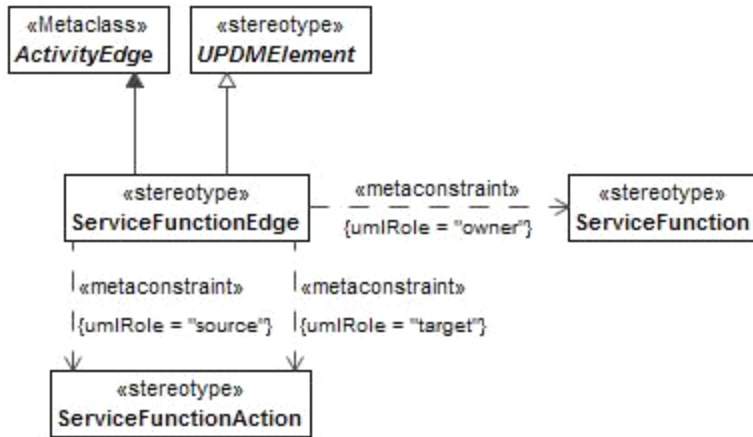 «Metaclass»
ActivityEdge
«stereotype»
UPDMElement
«stereotype»
ServiceFunctionEdge
«metaconstraint»
{umlRole = "owner"}
«stereotype»
ServiceFunction
«metaconstraint»
{umlRole = "source"}
«metaconstraint»
{umlRole = "target"}
«stereotype»
ServiceFunctionAction